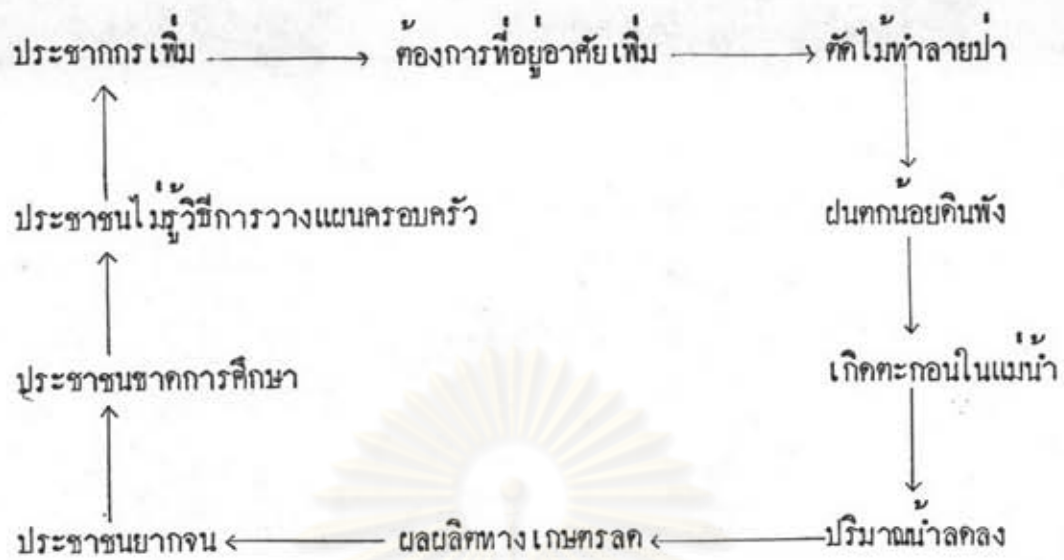 ประชากกรเพิ่ม → ต้องการที่อยู่อาศัยเพิ่ม → ตัดไม้ทำลายป่า
ประชาชนไม่รู้วิธีการวางแผนครอบครัว ฝนตกน้อยดินพัง
ประชาชนขาดการศึกษา เกิดตะกอนในแม่น้ำ
ประชาชนยากจน ← ผลผลิตทางเกษตรลด ← ปริมาณน้ำลดลง